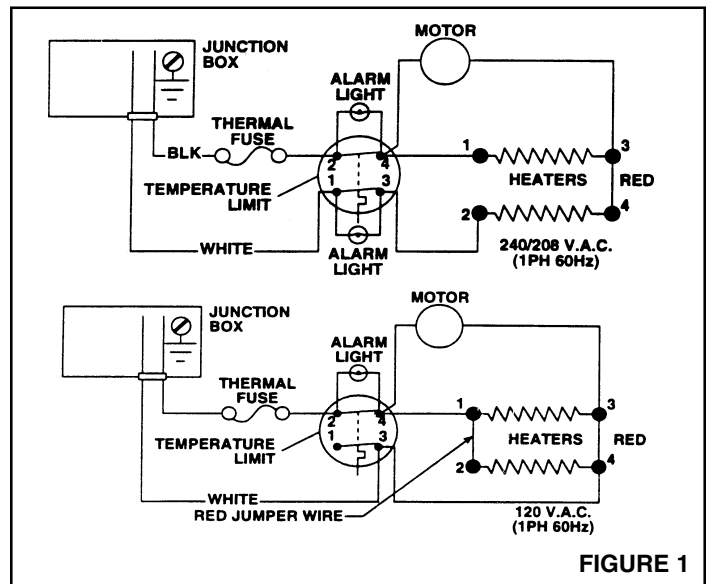 MOTOR
JUNCTION
BOX
ALARM
LIGHT
THERMAL
FUSE
BLK
2
4
1
3
TEMPERATURE
LIMIT
1
3
HEATERS
RED
2
4
WHITE
ALARM
LIGHT
240/208 V.A.C.
(1PH 60Hz)
MOTOR
JUNCTION
BOX
ALARM
LIGHT
THERMAL
FUSE
2
4
1
3
TEMPERATURE
LIMIT
1
3
HEATERS
RED
2
4
WHITE
RED JUMPER WIRE
120 V.A.C.
(1PH 60Hz)
FIGURE 1